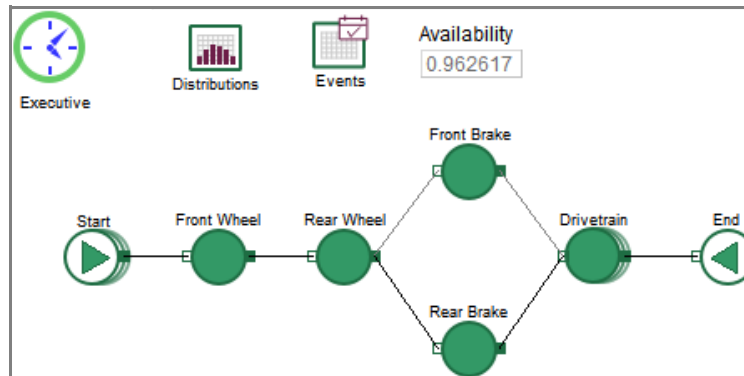 Executive
Distributions
Events
Availability
0.962617
Front Brake
Start
Front Wheel
Rear Wheel
Drivetrain
End
Rear Brake